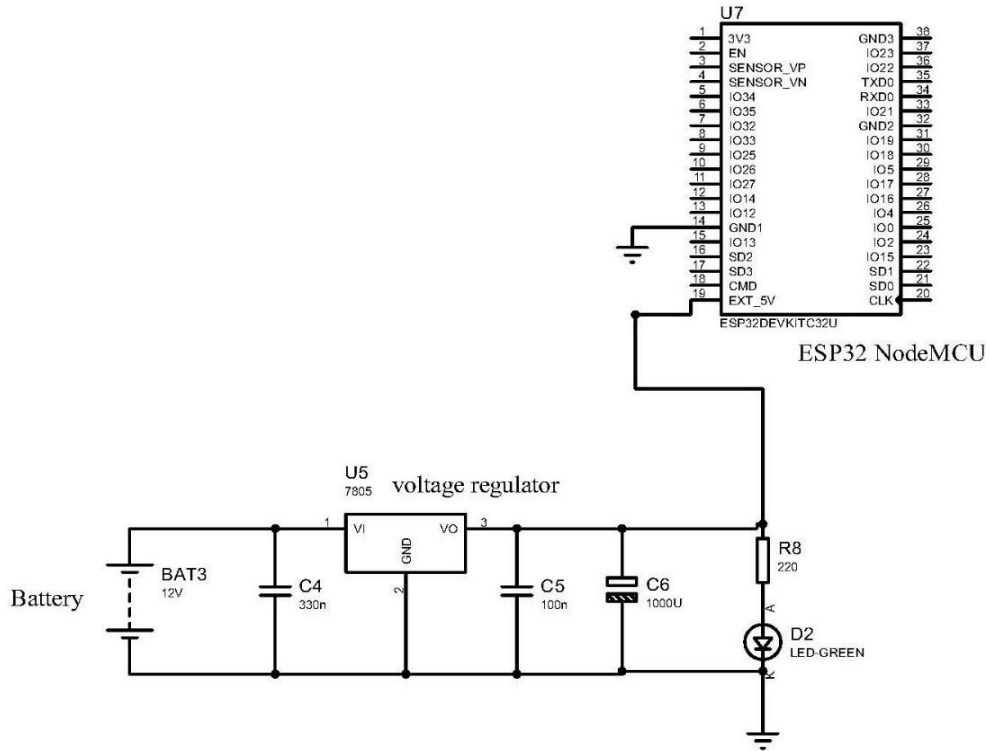 U7
1 3V3 GND3 38
2 EN IO23 37
3 SENSOR_VP IO22 36
4 SENSOR_VN TXD0 35
5 IO34 RXD0 34
6 IO35 IO21 33
7 IO32 GND2 32
8 IO33 IO19 31
9 IO25 IO18 30
10 IO26 IO5 29
11 IO27 IO17 28
12 IO14 IO16 27
13 IO12 IO4 26
14 GND1 IO0 25
15 IO13 IO2 24
16 SD2 IO15 23
17 SD3 SD1 22
18 CMD SD0 21
19 EXT_5V CLK 20
ESP32DEVKITC32U
ESP32 NodeMCU
U5
7805
voltage regulator
1 VI VO 3
GND
2
Battery
BAT3
12V
C4
330n
C5
100n
C6
1000U
R8
220
A
D2
LED-GREEN
K